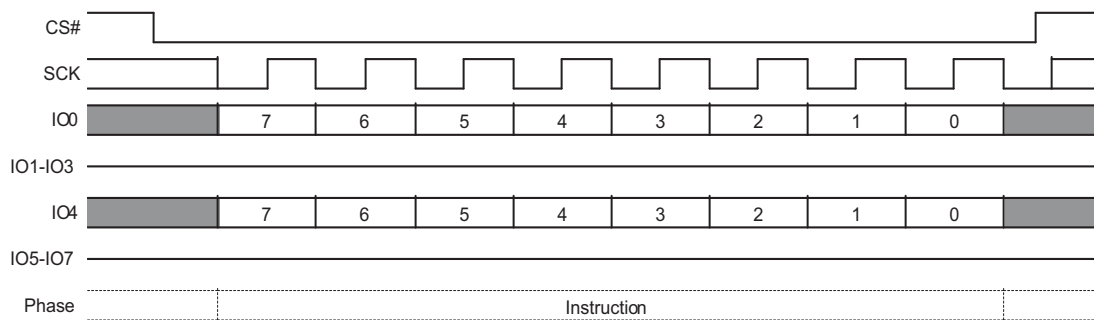 CS#
SCK
IO0
7 6 5 4 3 2 1 0
IO1-IO3
IO4
7 6 5 4 3 2 1 0
IO5-IO7
Phase
Instruction